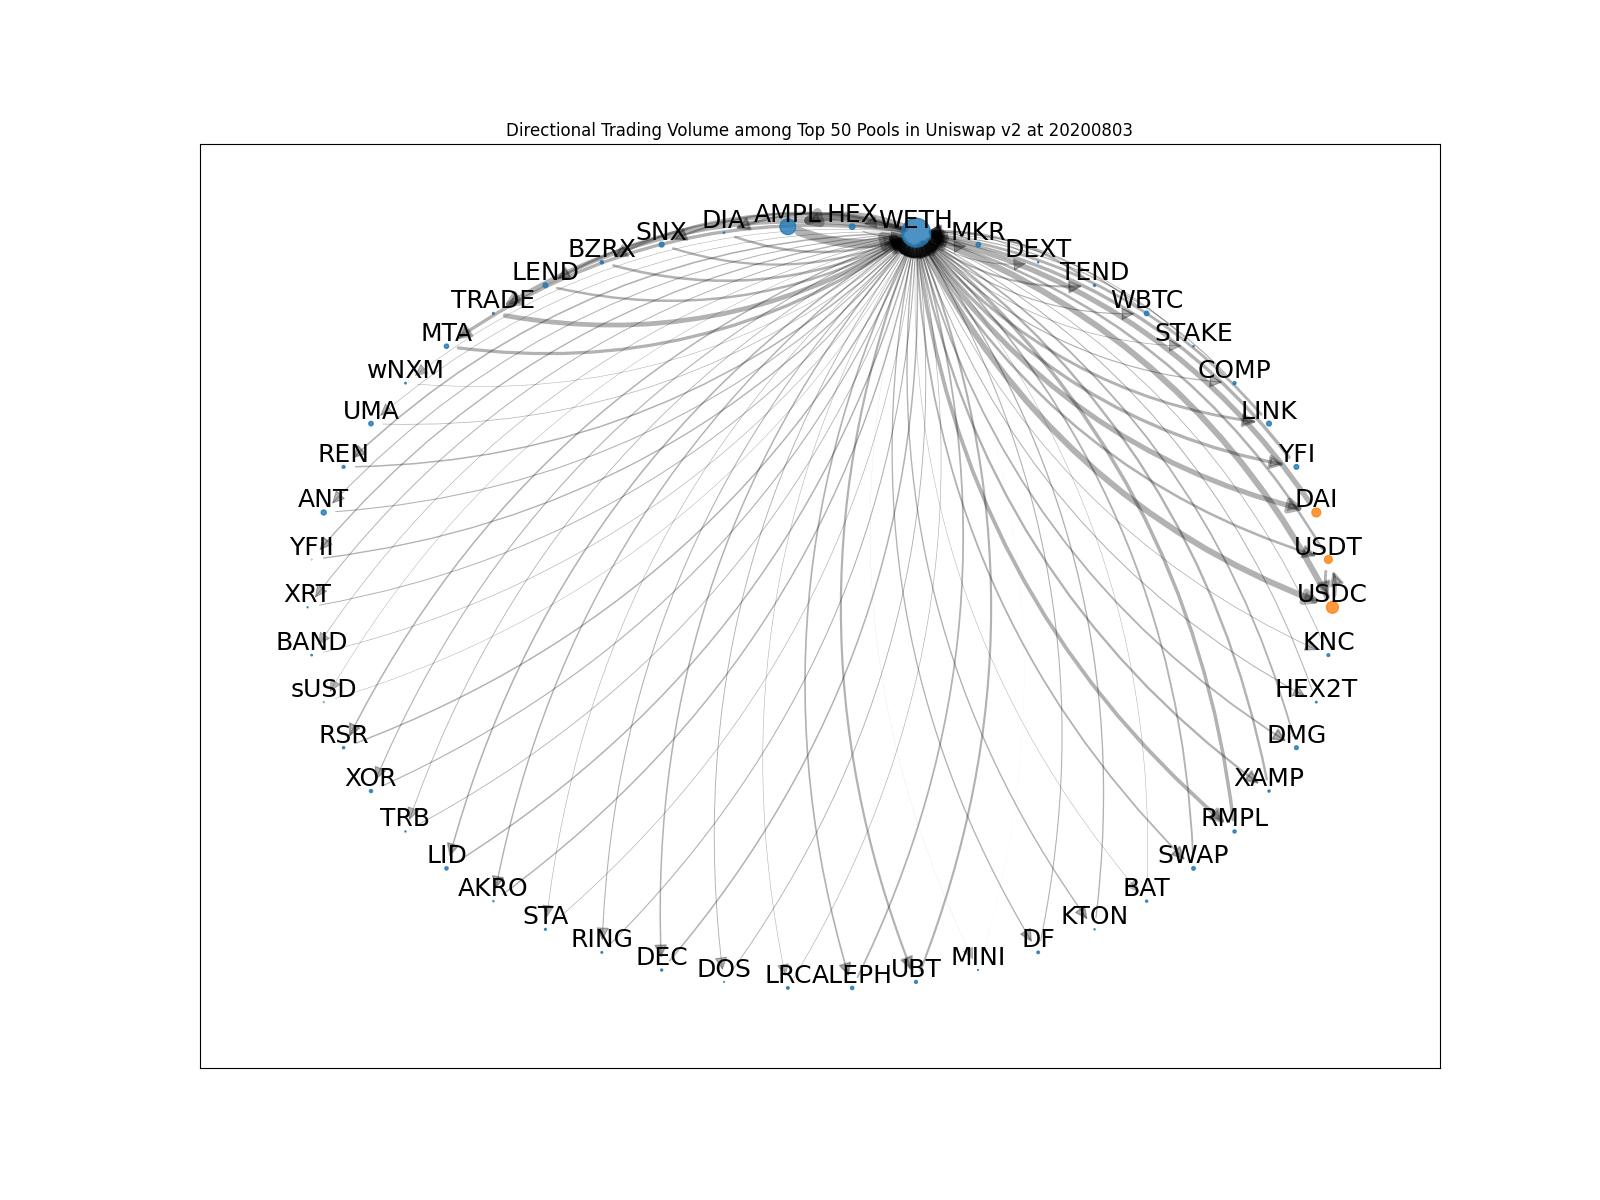 Directional Trading Volume among Top 50 Pools in Uniswap v2 at 20200803
AMPL HEX
DIA WETH
SNX MKR
BZRX DEXT
LEND TEND
TRADE WBTC
MTA STAKE
wNXM COMP
UMA LINK
REN YFI
ANT DAI
YFII USDT
XRT USDC
BAND KNC
sUSD HEX2T
RSR DMG
XOR XAMP
TRB RMPL
LID SWAP
AKRO BAT
STA KTON
RING DF
DEC MINI
DOS UBT
LRC ALEPH